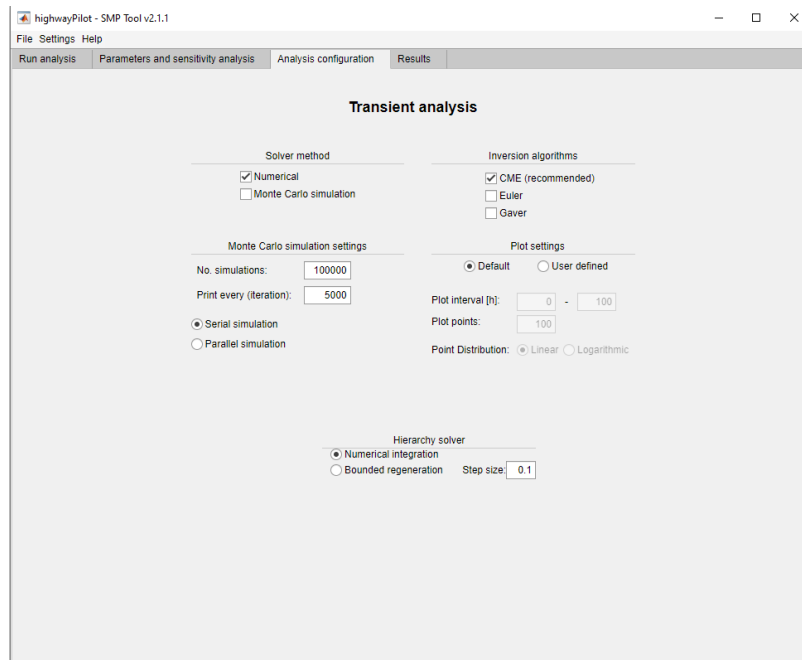 highwayPilot - SMP Tool v2.1.1
File Settings Help
Run analysis Parameters and sensitivity analysis Analysis configuration Results
Transient analysis
Solver method
Numerical
Monte Carlo simulation
Inversion algorithms
CME (recommended)
Euler
Gaver
Monte Carlo simulation settings
No. simulations: 100000
Print every (iteration): 5000
Serial simulation
Parallel simulation
Plot settings
Default User defined
Plot interval [h]: 0 - 100
Plot points: 100
Point Distribution: Linear Logarithmic
Hierarchy solver
Numerical integration
Bounded regeneration Step size: 0.1